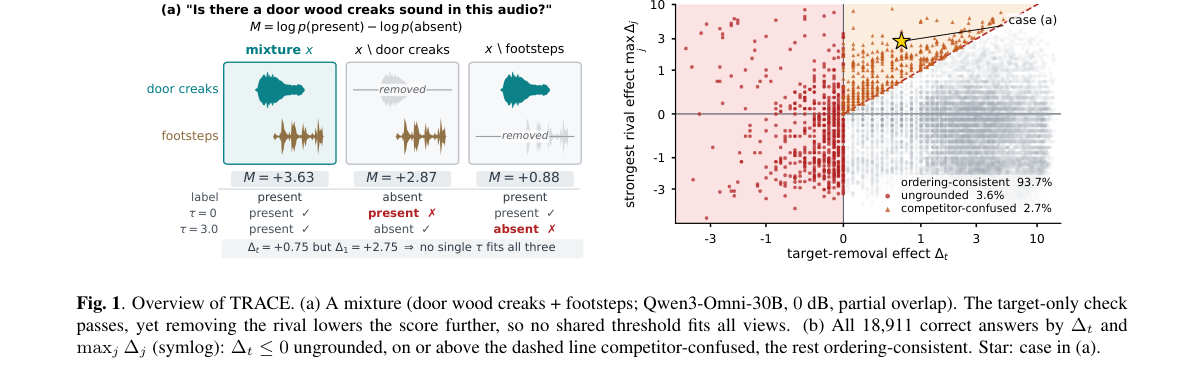 (a) "Is there a door wood creaks sound in this audio?"
M = log p(present) − log p(absent)
mixture x
x \ door creaks
x \ footsteps
door creaks
removed
footsteps
removed
M = +3.63
M = +2.87
M = +0.88
label present absent present
τ = 0 present ✓ present ✗ present ✓
τ = 3.0 present ✓ absent ✓ absent ✗
Δt = +0.75 but Δ1 = +2.75 ⇒ no single τ fits all three
strongest rival effect max_j Δj
10
3
1
0
-1
-3
case (a)
ordering-consistent 93.7%
ungrounded 3.6%
competitor-confused 2.7%
-3 -1 0 1 3 10
target-removal effect Δt
Fig. 1. Overview of TRACE. (a) A mixture (door wood creaks + footsteps; Qwen3-Omni-30B, 0 dB, partial overlap). The target-only check
passes, yet removing the rival lowers the score further, so no shared threshold fits all views. (b) All 18,911 correct answers by Δt and
max_j Δj (symlog): Δt ≤ 0 ungrounded, on or above the dashed line competitor-confused, the rest ordering-consistent. Star: case in (a).